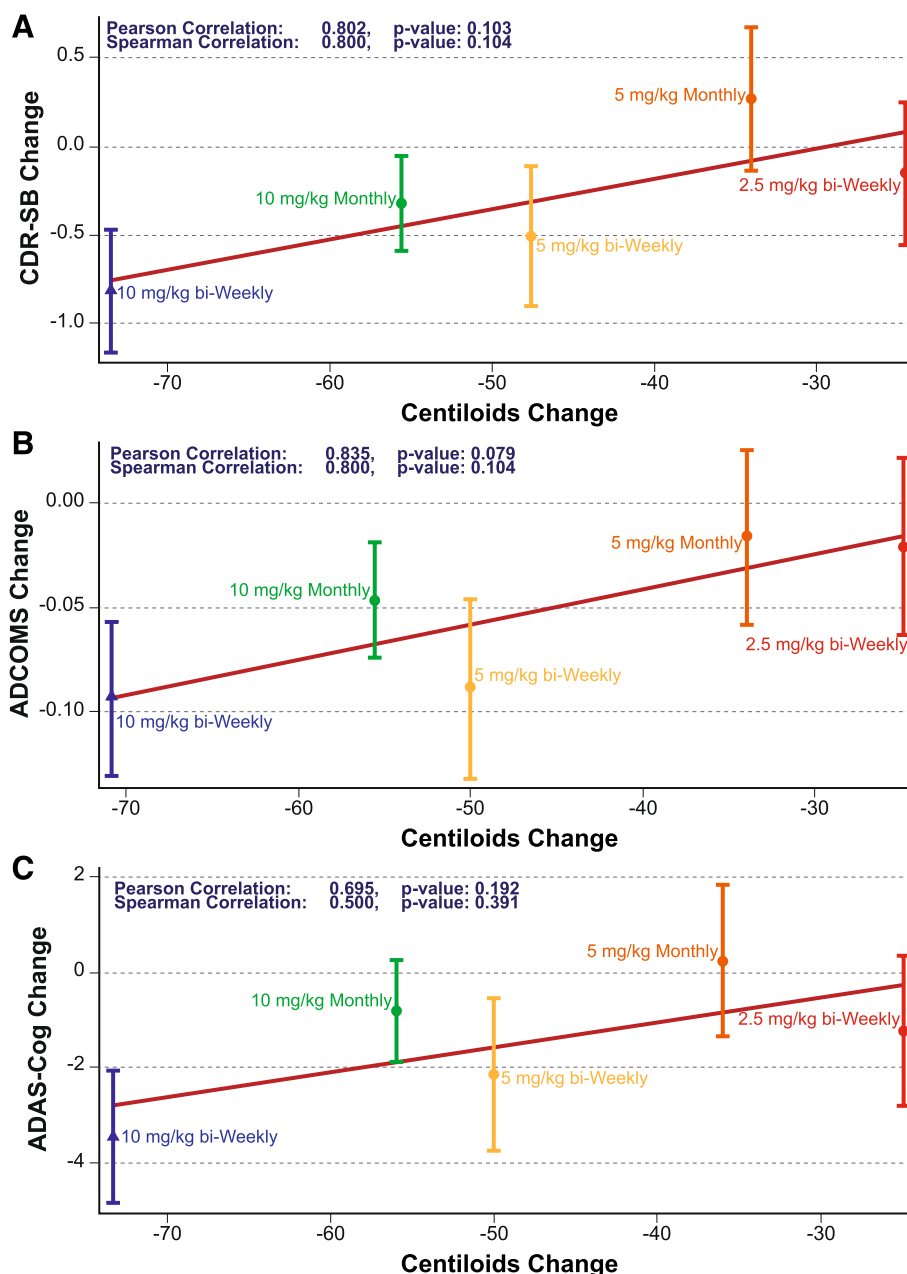 A
Pearson Correlation: 0.802, p-value: 0.103
Spearman Correlation: 0.800, p-value: 0.104
0.5
0.0
-0.5
-1.0
CDR-SB Change
5 mg/kg Monthly
10 mg/kg Monthly
2.5 mg/kg bi-Weekly
5 mg/kg bi-Weekly
10 mg/kg bi-Weekly
-70 -60 -50 -40 -30
Centiloids Change
B
Pearson Correlation: 0.835, p-value: 0.079
Spearman Correlation: 0.800, p-value: 0.104
0.00
-0.05
-0.10
ADCOMS Change
5 mg/kg Monthly
10 mg/kg Monthly
2.5 mg/kg bi-Weekly
5 mg/kg bi-Weekly
10 mg/kg bi-Weekly
-70 -60 -50 -40 -30
Centiloids Change
C
Pearson Correlation: 0.695, p-value: 0.192
Spearman Correlation: 0.500, p-value: 0.391
2
0
-2
-4
ADAS-Cog Change
5 mg/kg Monthly
10 mg/kg Monthly
2.5 mg/kg bi-Weekly
5 mg/kg bi-Weekly
10 mg/kg bi-Weekly
-70 -60 -50 -40 -30
Centiloids Change